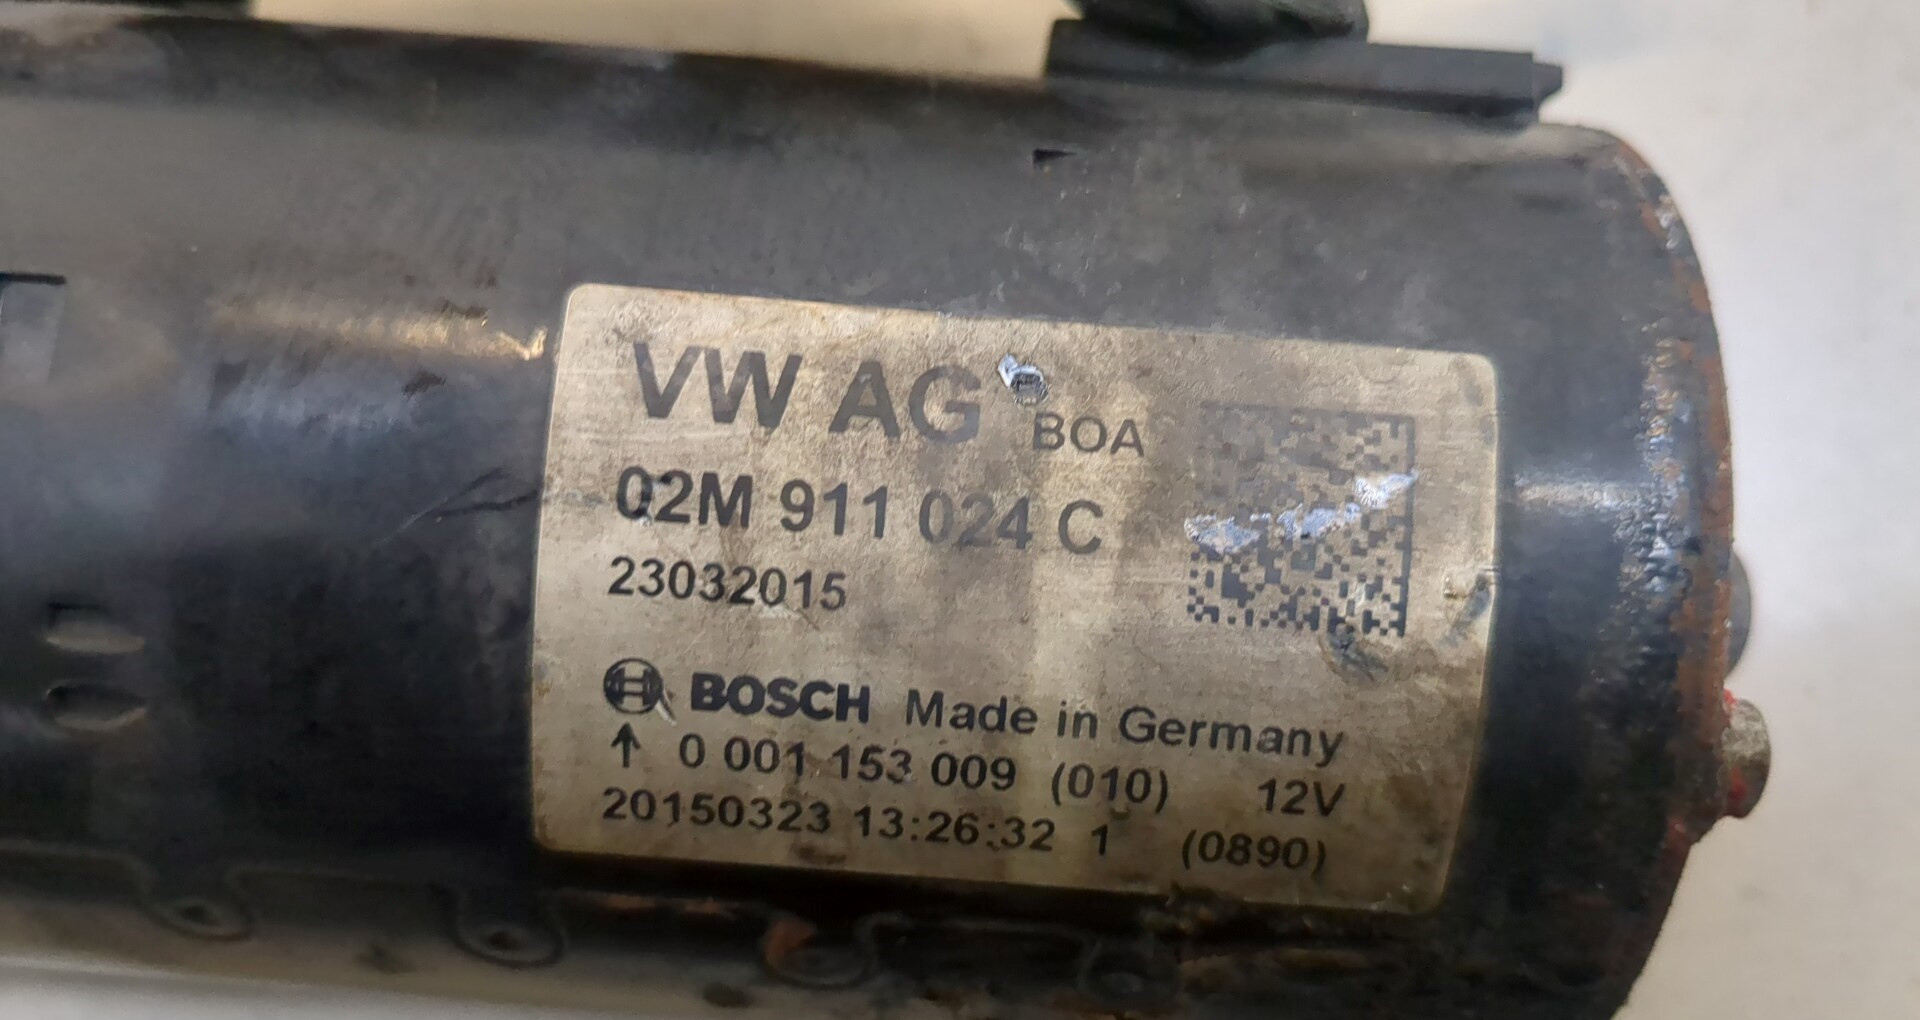 VW AG BOA
02M 911 024 C
23032015
BOSCH Made in Germany
↑ 0 001 153 009 (010) 12V
20150323 13:26:32 1 (0890)